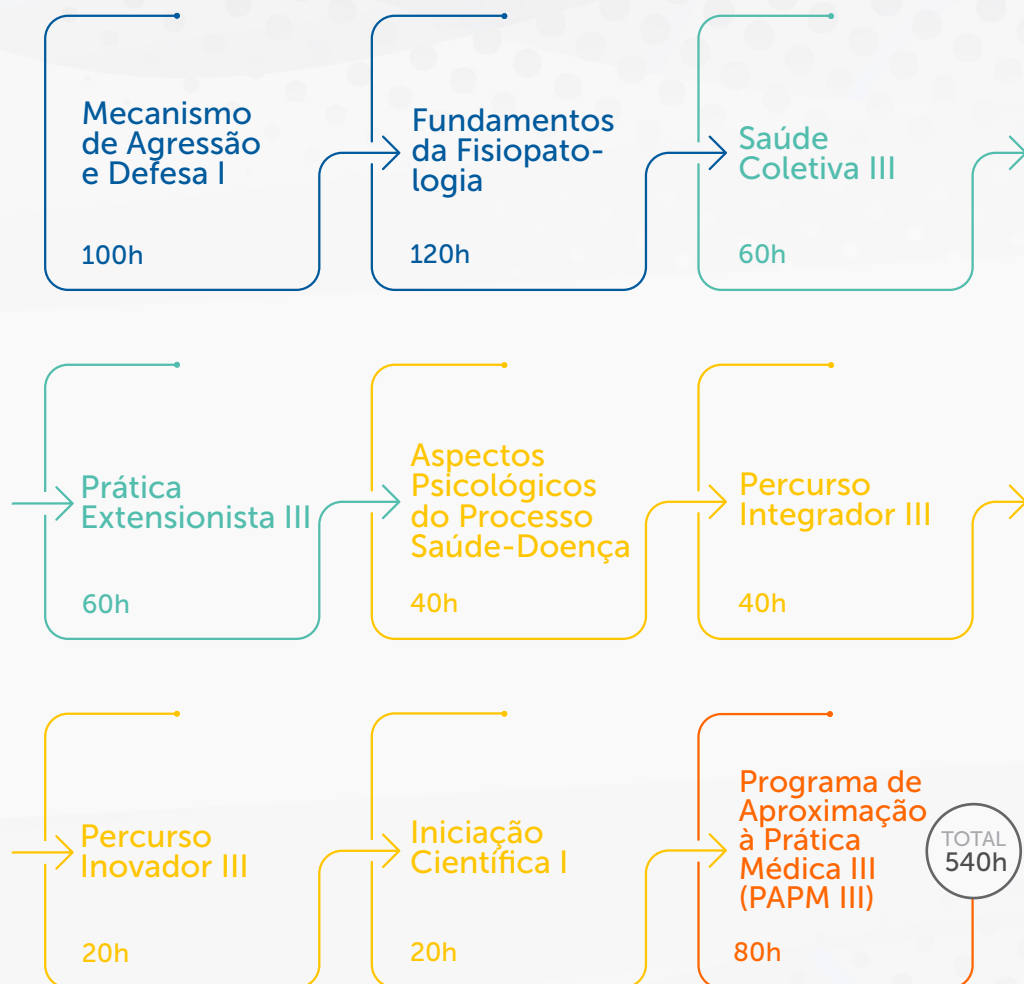 Mecanismo
de Agressão
e Defesa I
100h
Fundamentos
da Fisiopato-
logia
120h
Saúde
Coletiva III
60h
Prática
Extensionista III
60h
Aspectos
Psicológicos
do Processo
Saúde-Doença
40h
Percurso
Integrador III
40h
Percurso
Inovador III
20h
Iniciação
Científica I
20h
Programa de
Aproximação
à Prática
Médica III
(PAPM III)
80h
TOTAL
540h